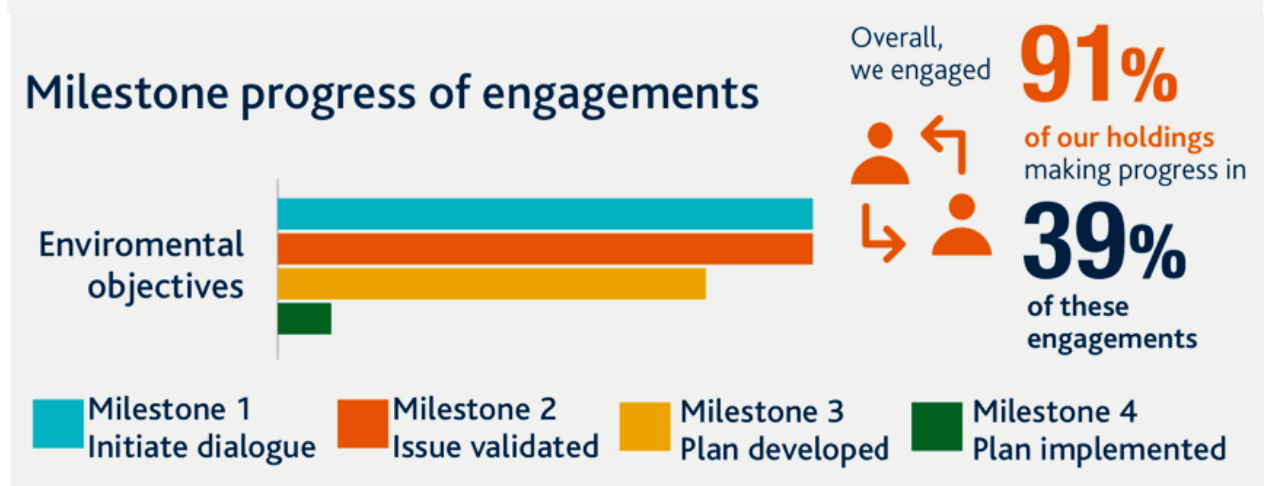 Milestone progress of engagements
Overall,
we engaged
91%
of our holdings
making progress in
39%
of these
engagements
Enviromental
objectives
Milestone 1
Initiate dialogue
Milestone 2
Issue validated
Milestone 3
Plan developed
Milestone 4
Plan implemented